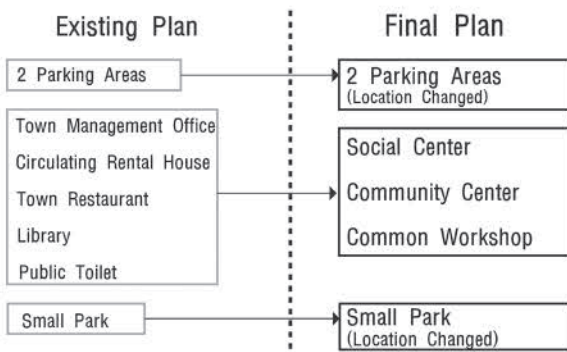 Existing Plan
2 Parking Areas
Town Management Office
Circulating Rental House
Town Restaurant
Library
Public Toilet
Small Park
Final Plan
2 Parking Areas
(Location Changed)
Social Center
Community Center
Common Workshop
Small Park
(Location Changed)